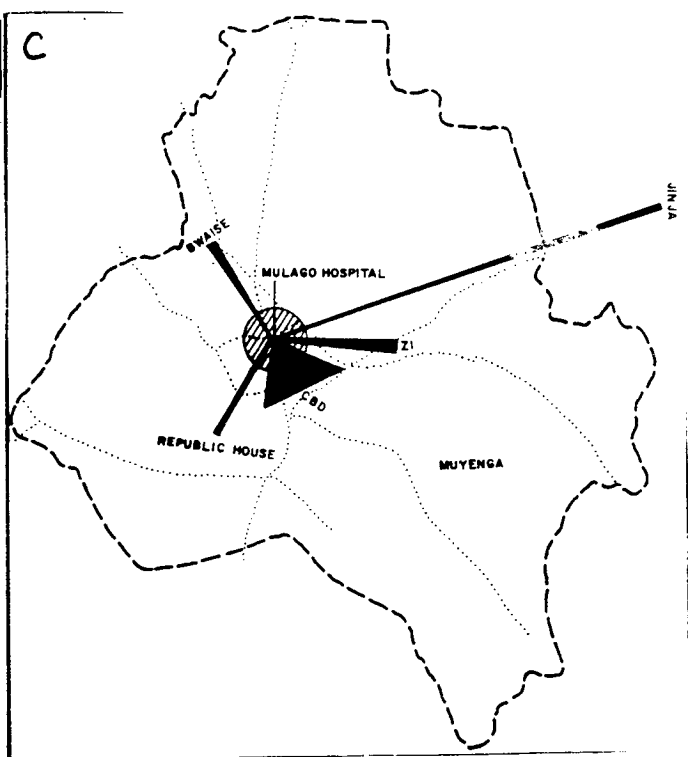 C
JINJA
BWAISE
MULAGO HOSPITAL
ZI
CBD
REPUBLIC HOUSE
MUYENGA